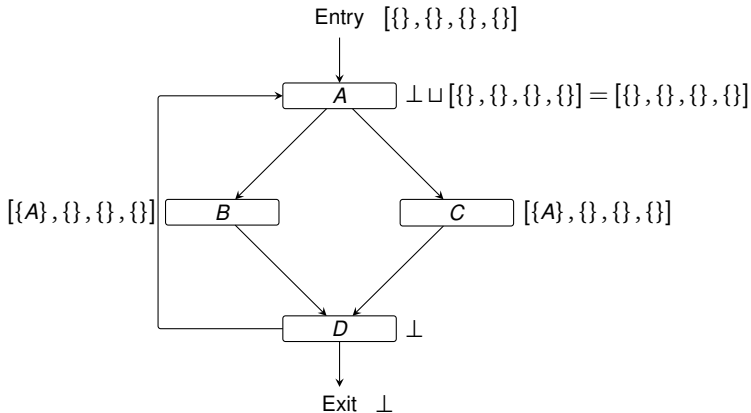 Entry [{} , {} , {} , {}]
A ⊥ ⊔ [{} , {} , {} , {}] = [{} , {} , {} , {}]
[{A} , {} , {} , {}] B C [{A} , {} , {} , {}]
D ⊥
Exit ⊥